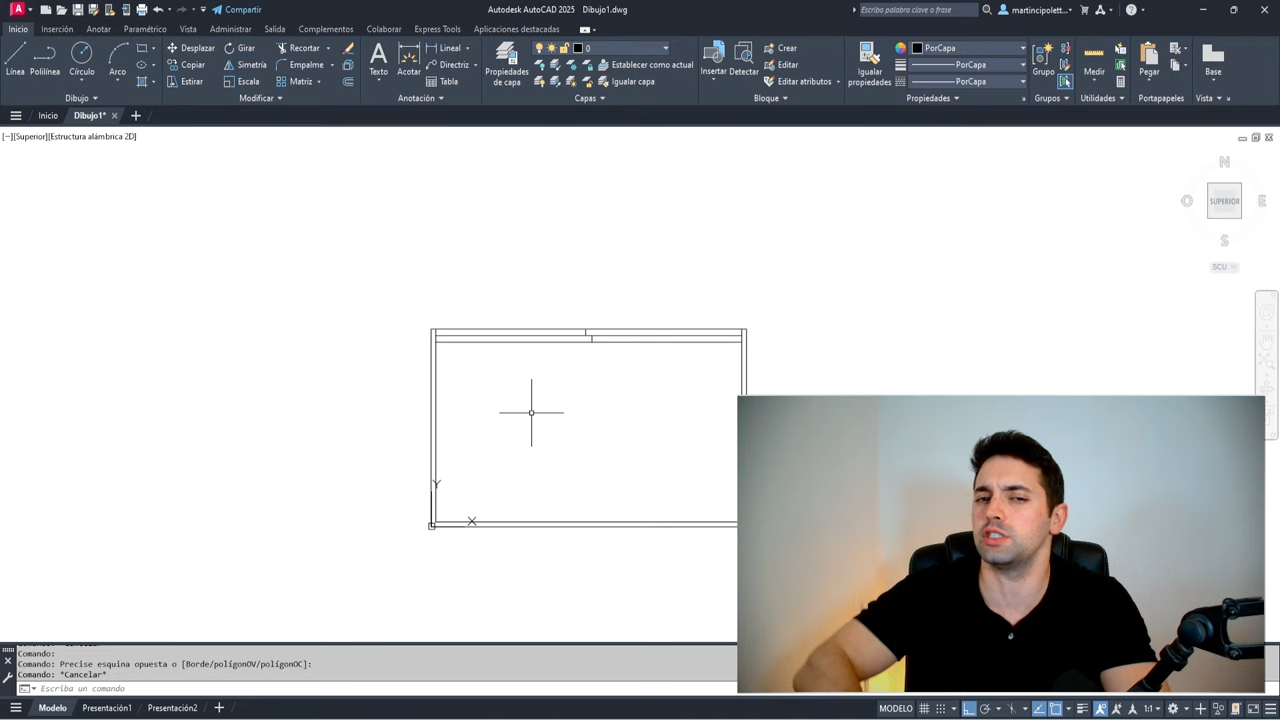 Compartir
Autodesk AutoCAD 2025 Dibujo1.dwg
Escriba palabra clave o frase
martincipolett...
Inicio Inserción Anotar Paramétrico Vista Administrar Salida Complementos Colaborar Express Tools Aplicaciones destacadas
Línea Polilínea Círculo Arco
Desplazar Girar Recortar
Copiar Simetría Empalme
Estirar Escala Matriz
Texto Acotar
Lineal
Directriz
Tabla
Propiedades de capa
0
Establecer como actual
Igualar capa
Insertar Detectar
Crear
Editar
Editar atributos
Igualar propiedades
PorCapa
PorCapa
PorCapa
Grupo
Medir
Pegar
Base
Dibujo Modificar Anotación Capas Bloque Propiedades Grupos Utilidades Portapapeles Vista
Inicio Dibujo1*
[−][Superior][Estructura alámbrica 2D]
N
O SUPERIOR E
S
SCU
Y
X
Comando:
Comando: Precise esquina opuesta o [Borde/polígonOV/polígonOC]:
Comando: *Cancelar*
Escriba un comando
Modelo Presentación1 Presentación2
MODELO
1:1